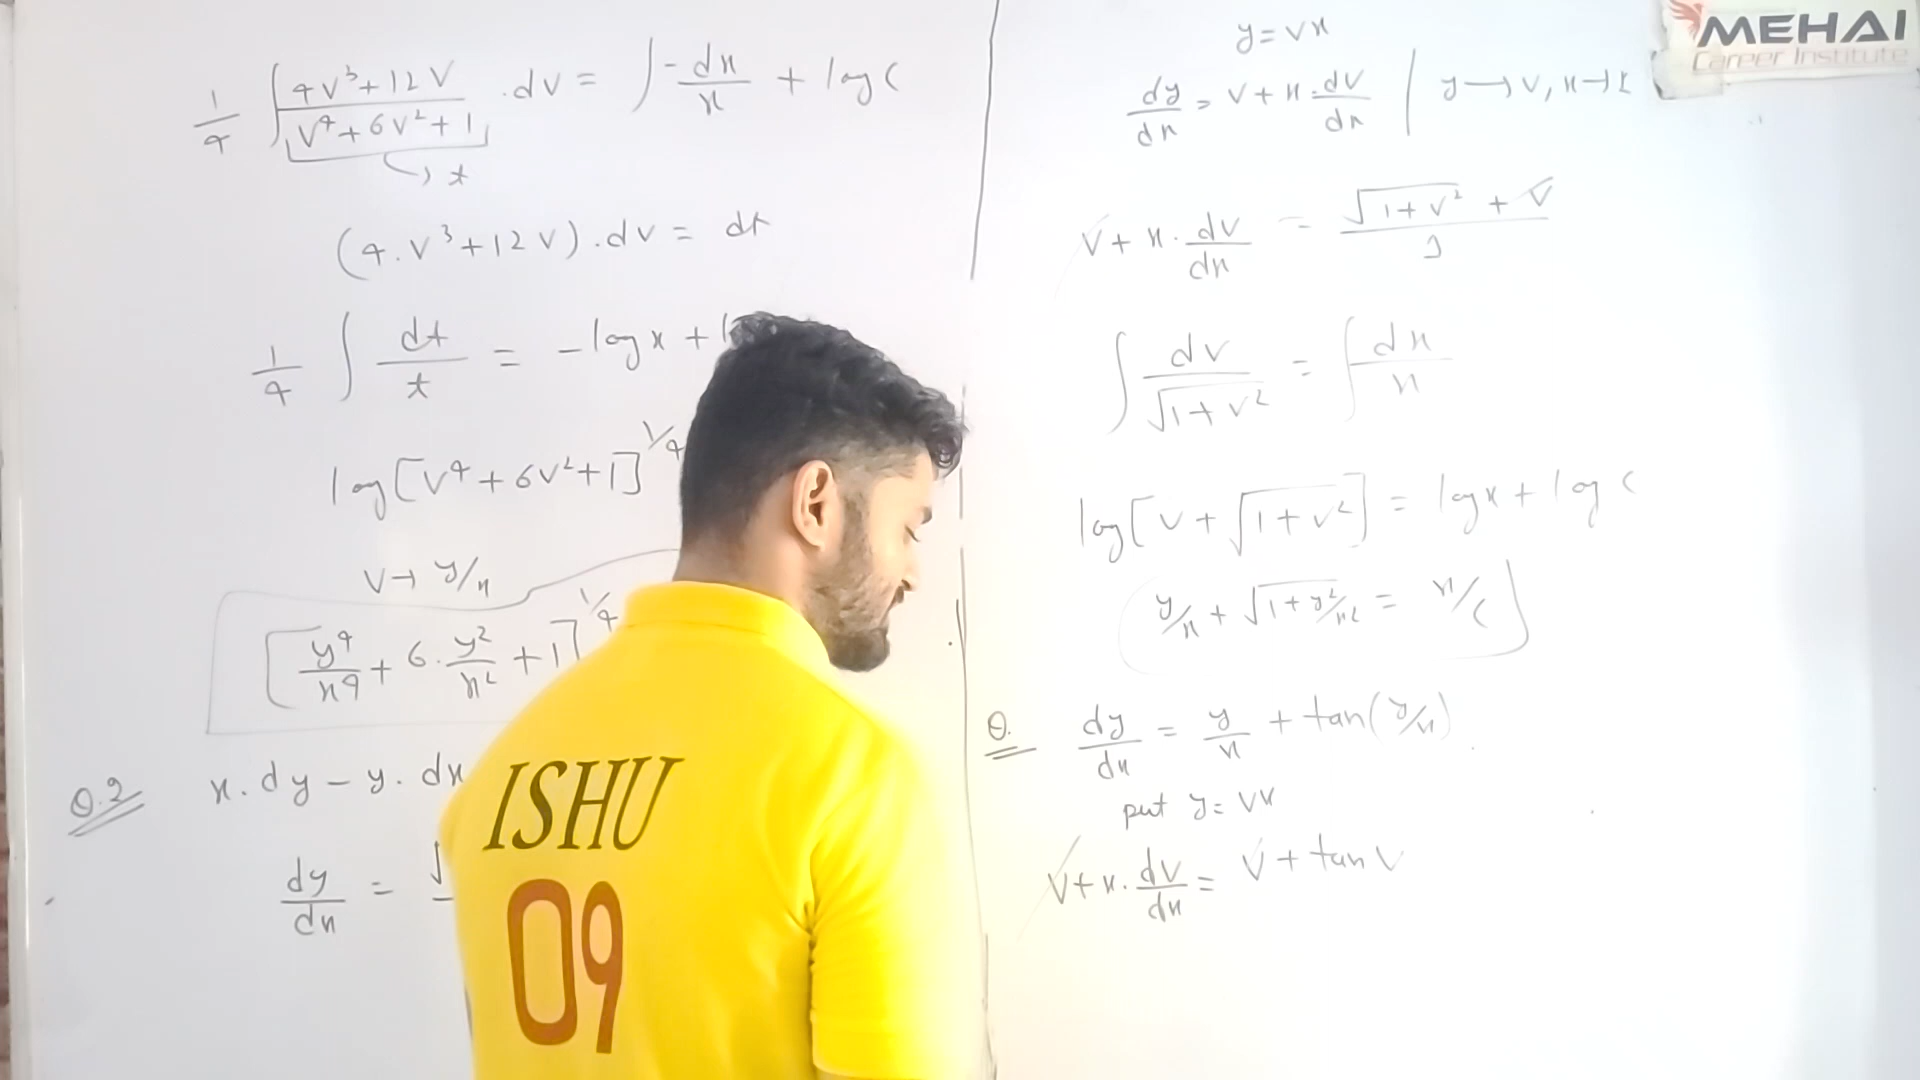 1/4 ∫ (4v³+12v)/(v⁴+6v²+1) .dv = ∫ -dx/x + log c
→ t
(4.v³+12v).dv = dt
1/4 ∫ dt/t = -log x +
log[v⁴+6v²+1]^1/4
v→ y/x
[y⁴/x⁴ + 6.y²/x² +1]^1/4
Q.2 x.dy - y.dx
dy/dx =
ISHU
09
MEHAI
Career Institute
y = vx
dy/dx = v + x.dv/dx | y→v, x→1
v + x.dv/dx = (√1+v² + v)/1
∫ dv/√1+v² = ∫ dx/x
log[v + √1+v²] = log x + log c
y/x + √1+y²/x² = x/c
Q. dy/dx = y/x + tan(y/x)
put y = vx
v+x.dv/dx = v + tan v